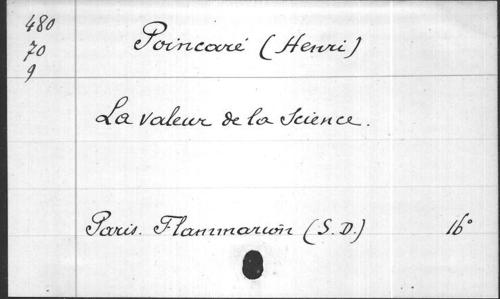 480
70
9
Poincaré (Henri)
La valeur de la Science.
Paris. Flammarion (S.D.) 16°